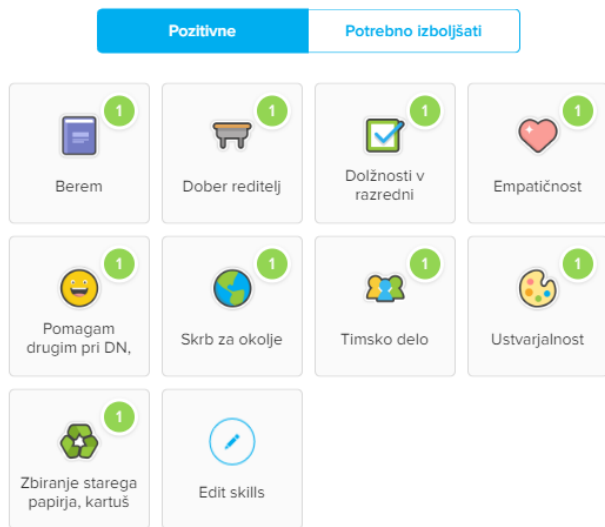 Pozitivne
Potrebno izboljšati
1
1
1
1
Berem
Dober reditelj
Dolžnosti v
razredni
Empatičnost
1
1
1
1
Pomagam
drugim pri DN,
Skrb za okolje
Timsko delo
Ustvarjalnost
1
Zbiranje starega
papirja, kartuš
Edit skills